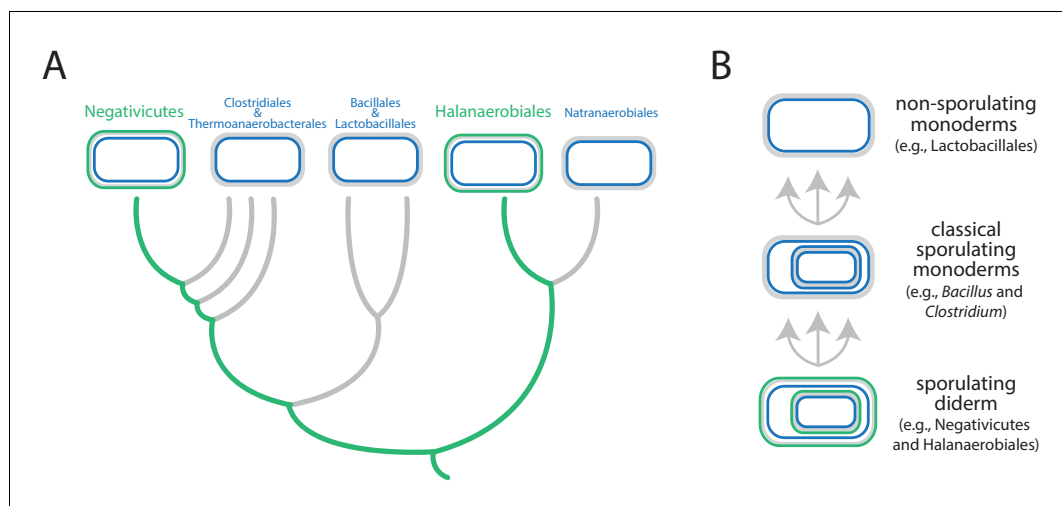 A
B
Negativicutes
Clostridiales
&
Thermoanaerobacterales
Bacillales
&
Lactobacillales
Halanaerobiales
Natranaerobiales
non-sporulating
monoderms
(e.g., Lactobacillales)
classical
sporulating
monoderms
(e.g., Bacillus and
Clostridium)
sporulating
diderm
(e.g., Negativicutes
and Halanaerobiales)